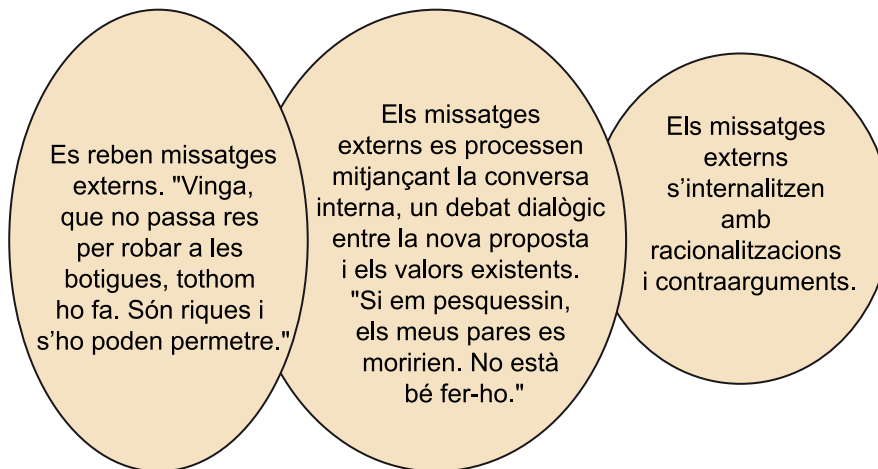 Es reben missatges
externs. "Vinga,
que no passa res
per robar a les
botigues, tothom
ho fa. Són riques i
s’ho poden permetre."
Els missatges
externs es processen
mitjançant la conversa
interna, un debat dialògic
entre la nova proposta
i els valors existents.
"Si em pesquessin,
els meus pares es
moririen. No està
bé fer-ho."
Els missatges
externs
s’internalitzen
amb
racionalitzacions
i contraarguments.